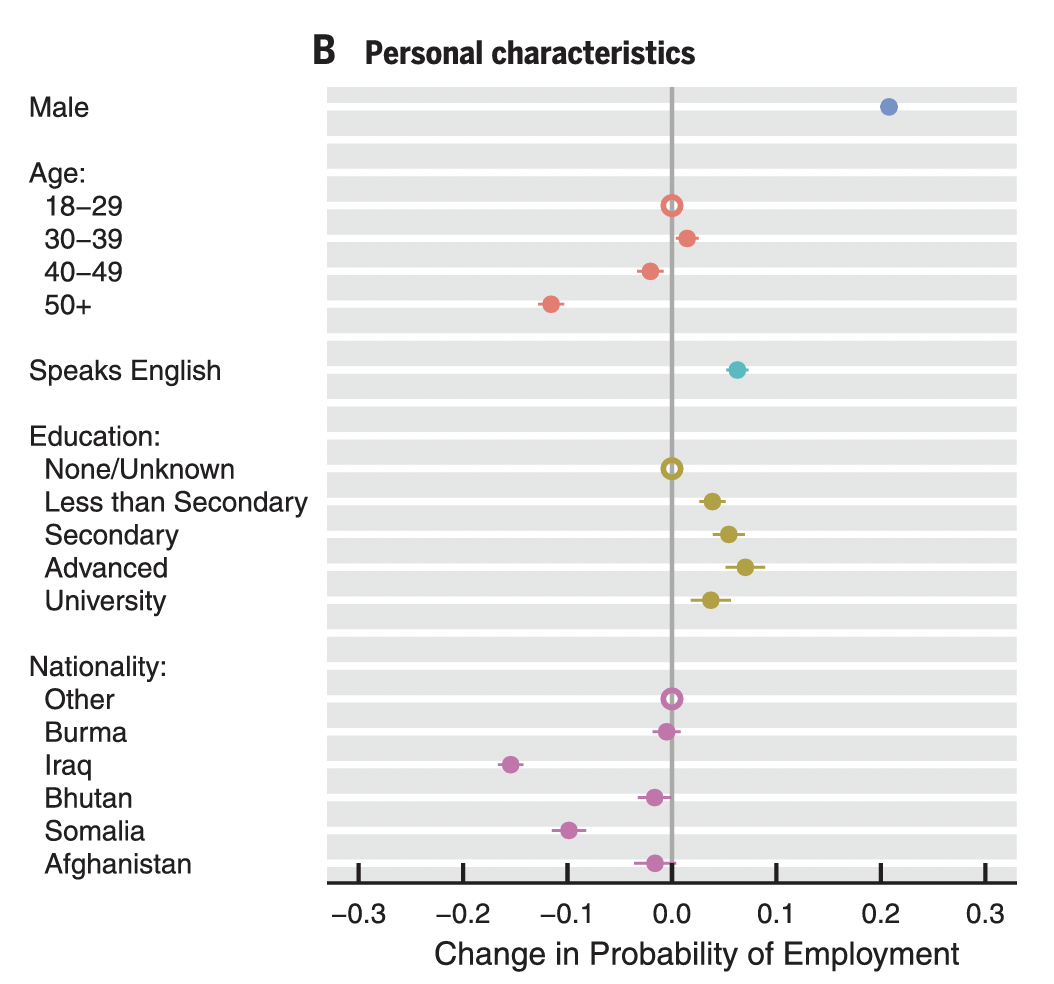 B Personal characteristics
Male
Age:
18–29
30–39
40–49
50+
Speaks English
Education:
None/Unknown
Less than Secondary
Secondary
Advanced
University
Nationality:
Other
Burma
Iraq
Bhutan
Somalia
Afghanistan
−0.3 −0.2 −0.1 0.0 0.1 0.2 0.3
Change in Probability of Employment